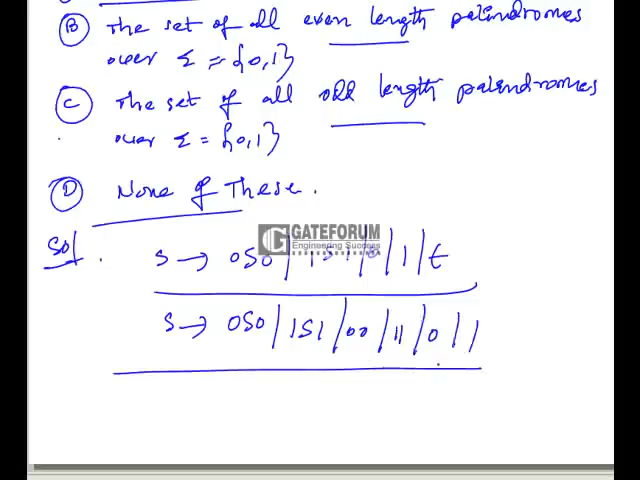 B The set of all even length palindromes
over Σ = {0,1}
C The set of all odd length palendromes
over Σ = {0,1}
D None of These.
Sol
S → 0S0 | 1S1 | 0 | 1 | ε
GATEFORUM
Engineering Success
S → 0S0 | 1S1 | 00 | 11 | 0 | 1